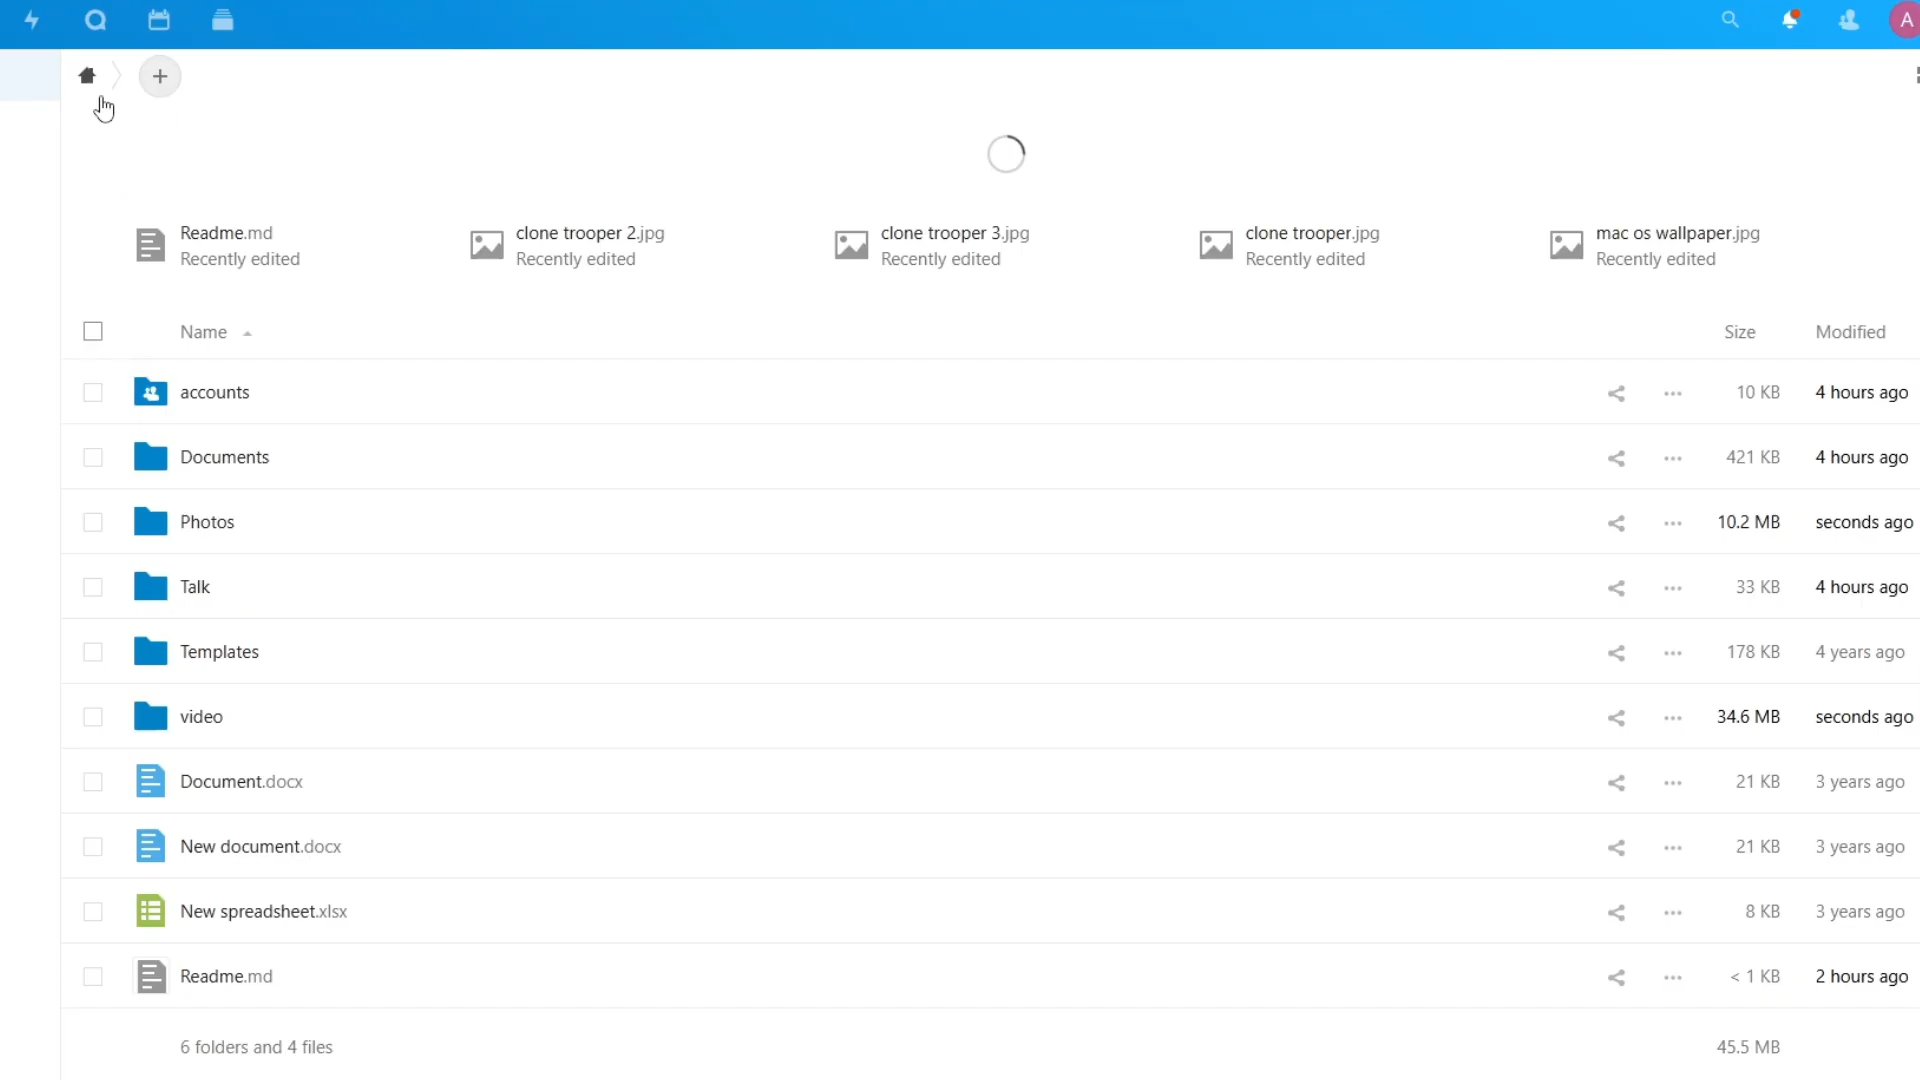 A
Readme.md
Recently edited
clone trooper 2.jpg
Recently edited
clone trooper 3.jpg
Recently edited
clone trooper.jpg
Recently edited
mac os wallpaper.jpg
Recently edited
Name Size Modified
accounts 10 KB 4 hours ago
Documents 421 KB 4 hours ago
Photos 10.2 MB seconds ago
Talk 33 KB 4 hours ago
Templates 178 KB 4 years ago
video 34.6 MB seconds ago
Document.docx 21 KB 3 years ago
New document.docx 21 KB 3 years ago
New spreadsheet.xlsx 8 KB 3 years ago
Readme.md < 1 KB 2 hours ago
6 folders and 4 files 45.5 MB